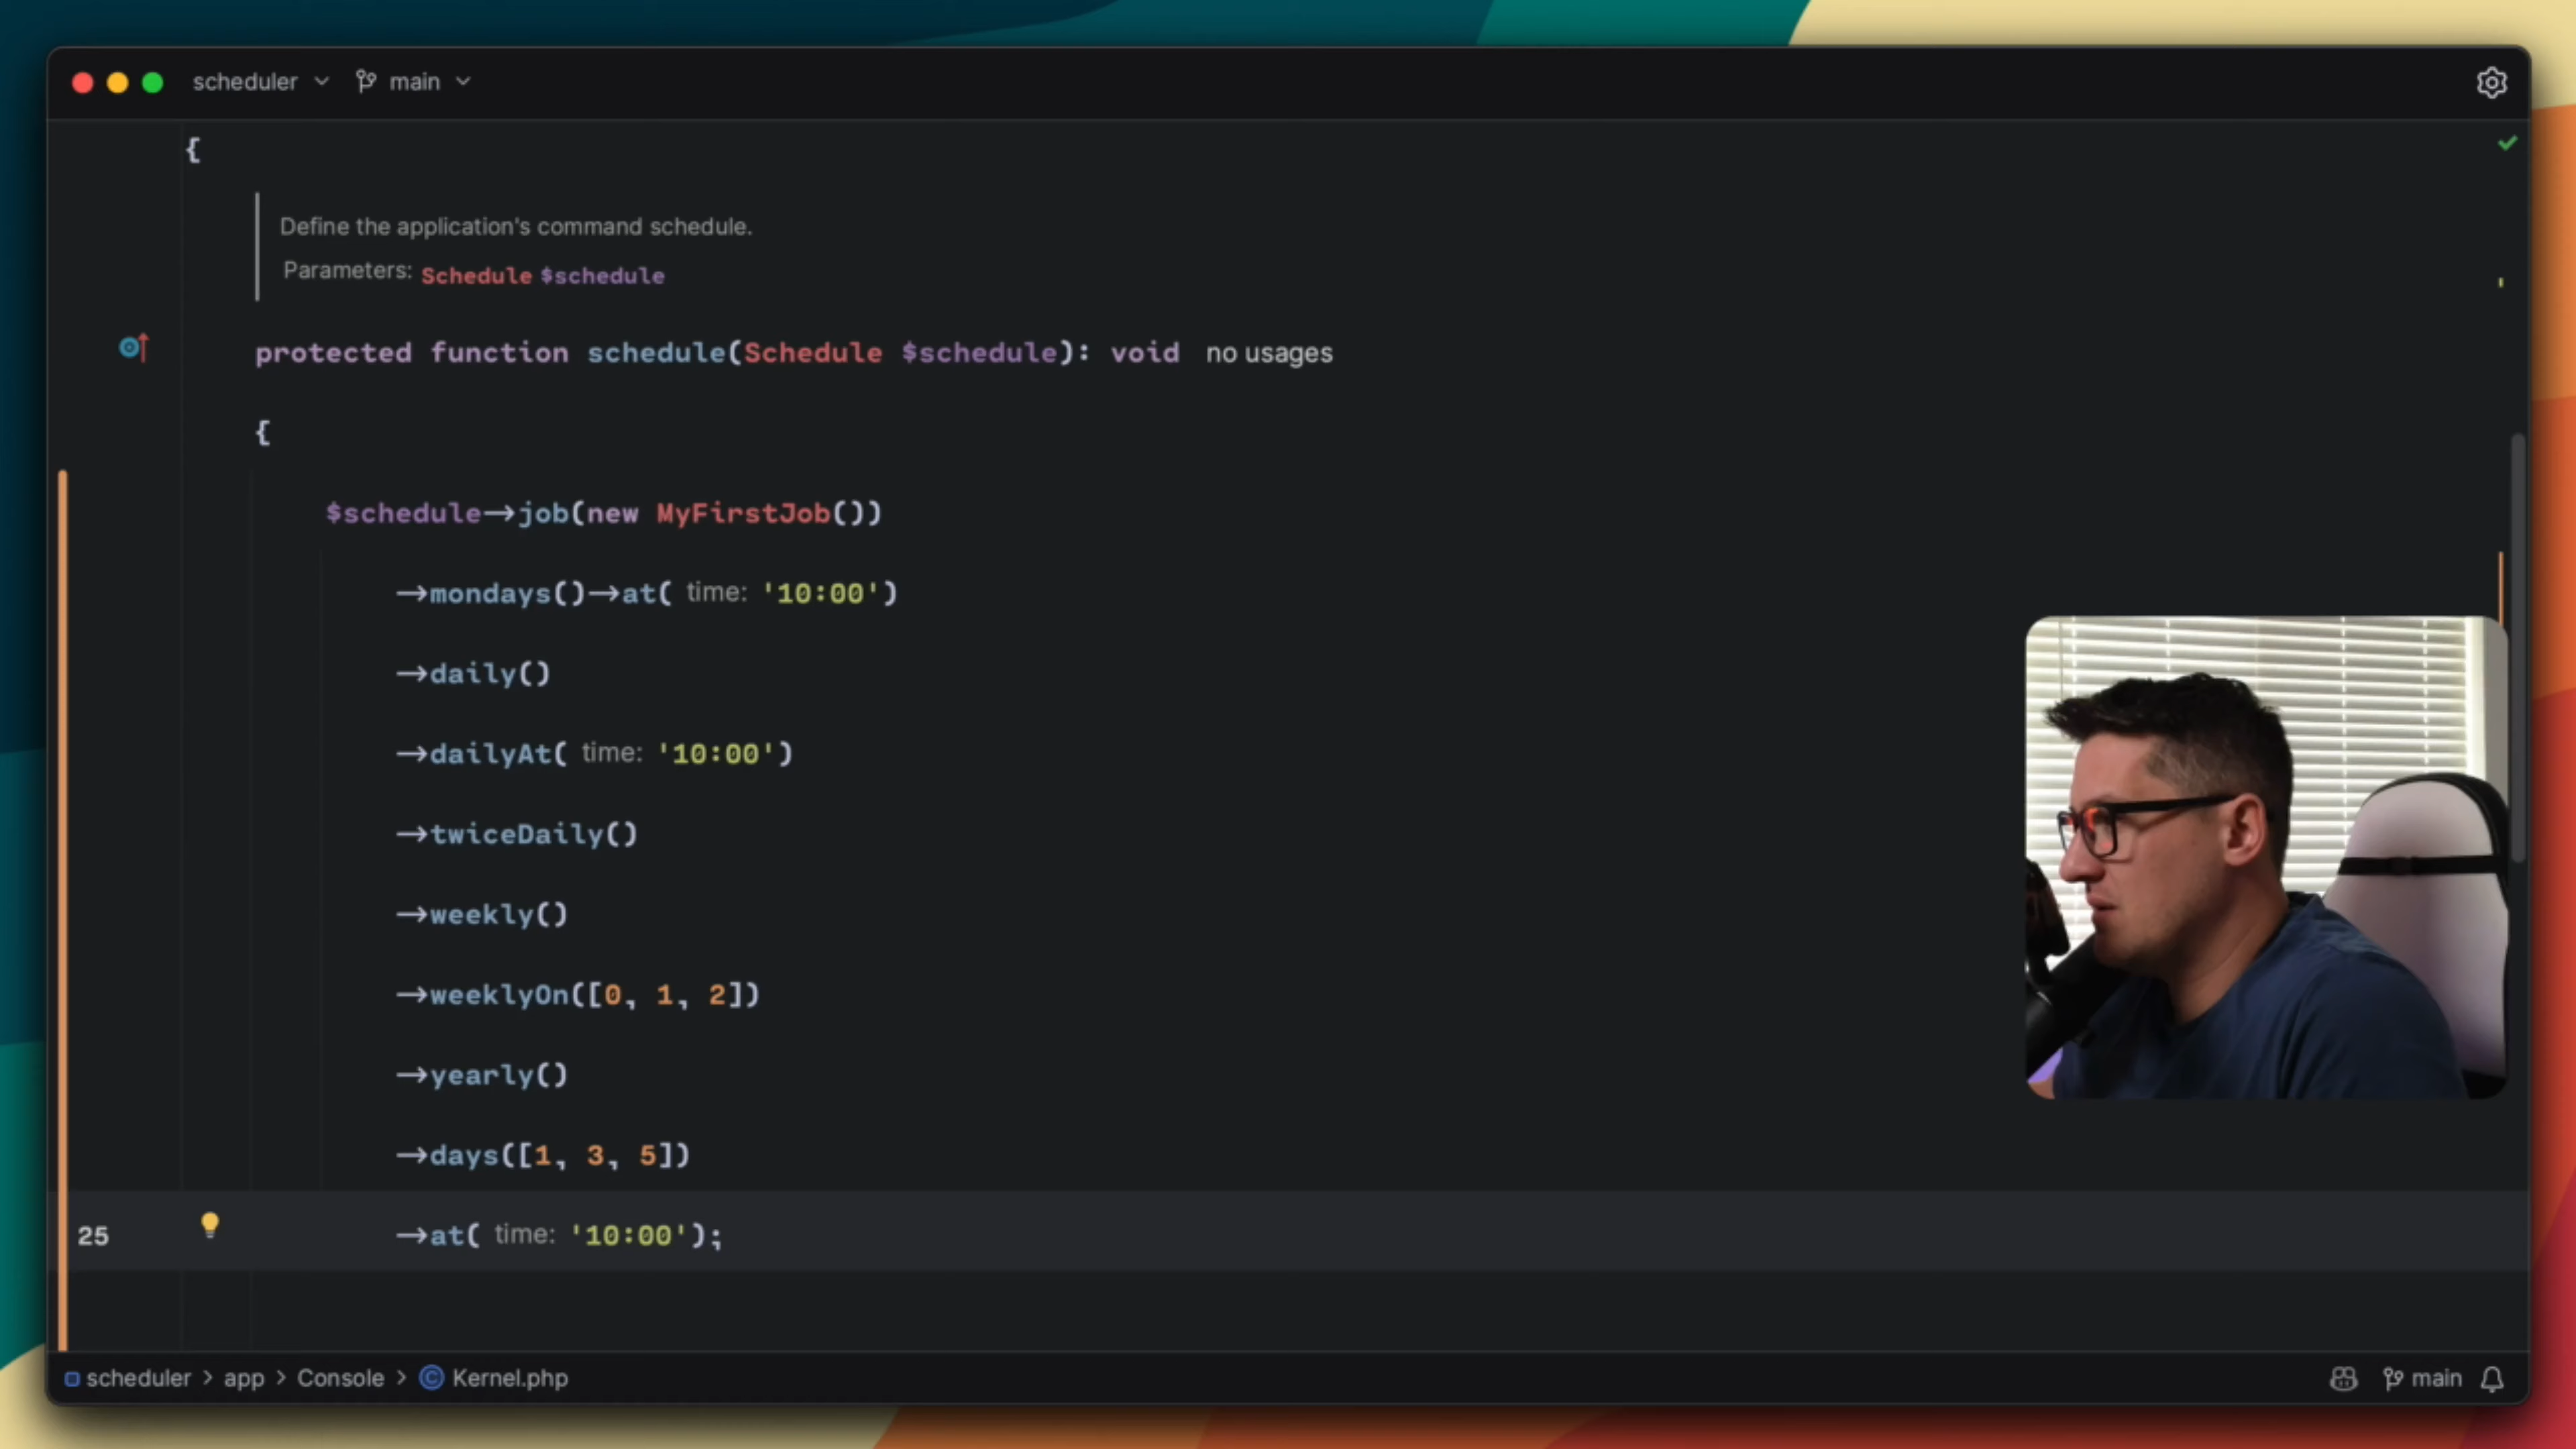 scheduler main
{
Define the application's command schedule.
Parameters: Schedule $schedule
protected function schedule(Schedule $schedule): void no usages
{
$schedule->job(new MyFirstJob())
->mondays()->at( time: '10:00')
->daily()
->dailyAt( time: '10:00')
->twiceDaily()
->weekly()
->weeklyOn([0, 1, 2])
->yearly()
->days([1, 3, 5])
25 ->at( time: '10:00');
scheduler > app > Console > © Kernel.php main